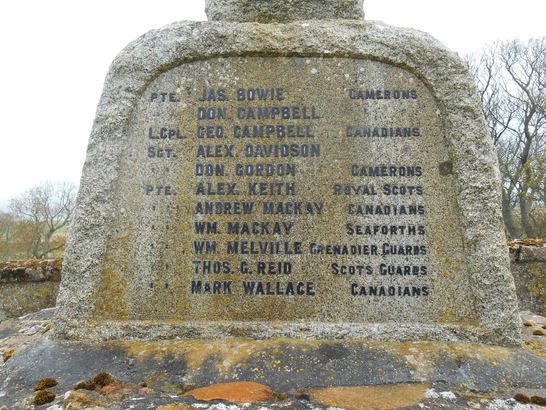 PTE. JAS. BOWIE CAMERONS
" DON. CAMPBELL "
L.CPL. GEO. CAMPBELL CANADIANS
SGT. ALEX. DAVIDSON "
" DON. GORDON CAMERONS
PTE. ALEX. KEITH ROYAL SCOTS
" ANDREW MACKAY CANADIANS
" WM. MACKAY SEAFORTHS
" WM. MELVILLE GRENADIER GUARDS
" THOS. G. REID SCOTS GUARDS
" MARK WALLACE CANADIANS